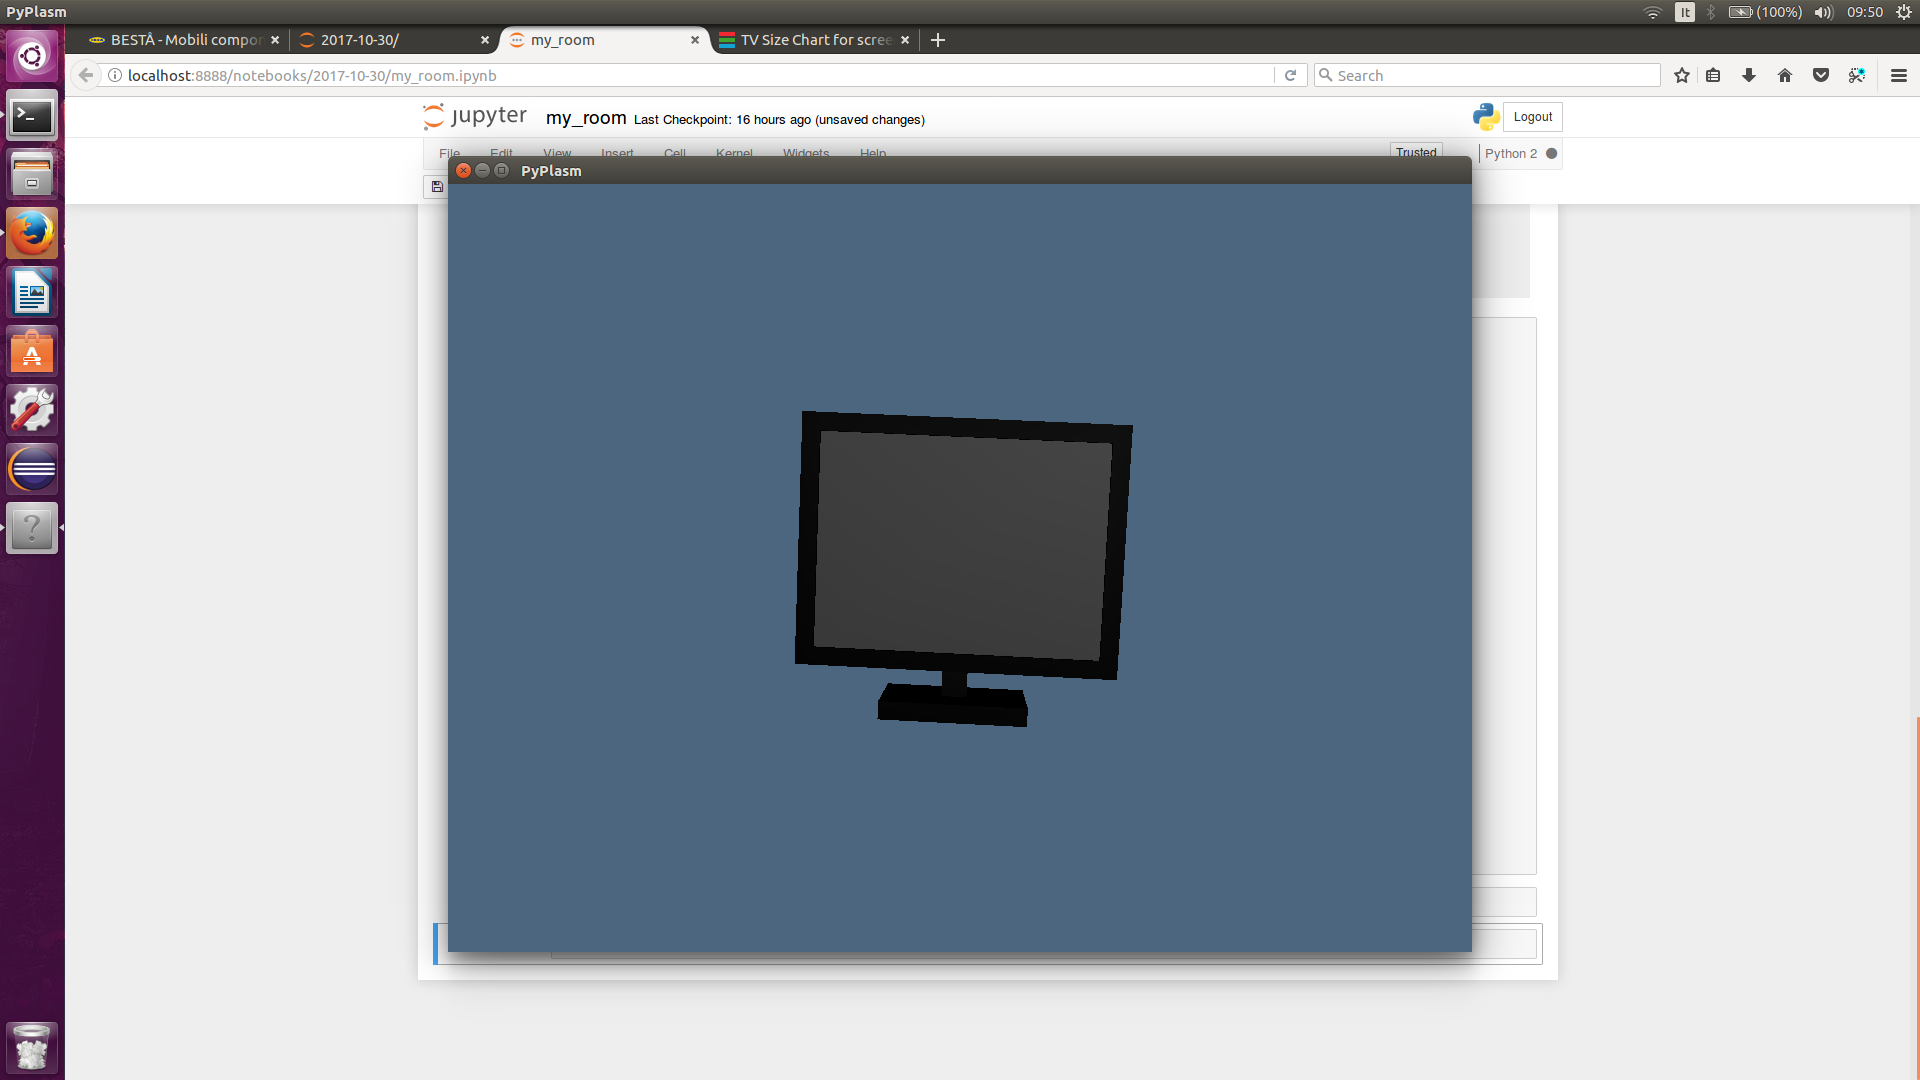 PyPlasm
It
(100%)
09:50
BESTÅ - Mobili compo
2017-10-30/
my_room
TV Size Chart for scree
localhost:8888/notebooks/2017-10-30/my_room.ipynb
Search
jupyter
my_room Last Checkpoint: 16 hours ago (unsaved changes)
Logout
File Edit View Insert Cell Kernel Widgets Help
Trusted
Python 2
PyPlasm